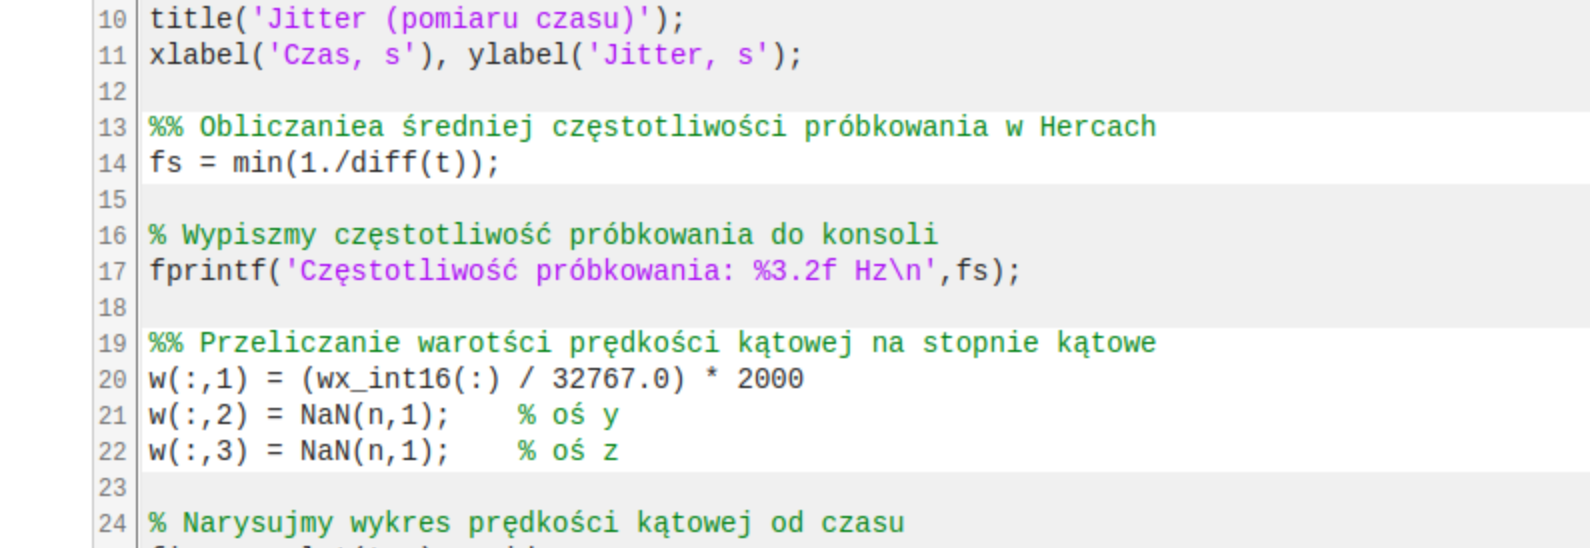 10 title('Jitter (pomiaru czasu)');
11 xlabel('Czas, s'), ylabel('Jitter, s');
12
13 %% Obliczaniea średniej częstotliwości próbkowania w Hercach
14 fs = min(1./diff(t));
15
16 % Wypiszmy częstotliwość próbkowania do konsoli
17 fprintf('Częstotliwość próbkowania: %3.2f Hz\n',fs);
18
19 %% Przeliczanie warotści prędkości kątowej na stopnie kątowe
20 w(:,1) = (wx_int16(:) / 32767.0) * 2000
21 w(:,2) = NaN(n,1);    % oś y
22 w(:,3) = NaN(n,1);    % oś z
23
24 % Narysujmy wykres prędkości kątowej od czasu